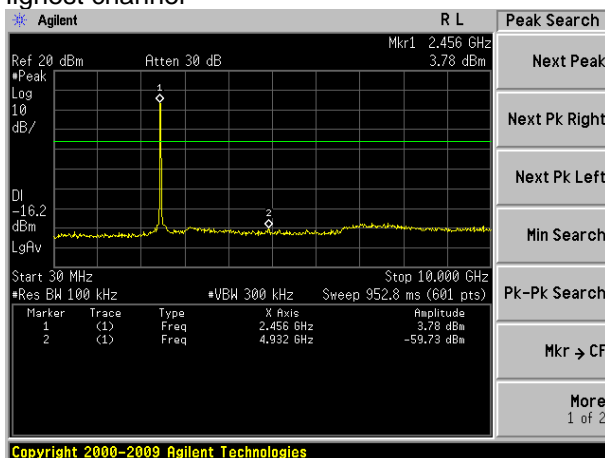 highest channel
Agilent R L Peak Search
Mkr1 2.456 GHz
Ref 20 dBm Atten 30 dB 3.78 dBm
#Peak
Log
10
dB/
1
2
DI
-16.2
dBm
LgAv
Start 30 MHz Stop 10.000 GHz
#Res BW 100 kHz #VBW 300 kHz Sweep 952.8 ms (601 pts)
Marker Trace Type X Axis Amplitude
1 (1) Freq 2.456 GHz 3.78 dBm
2 (1) Freq 4.932 GHz -59.73 dBm
Next Peak
Next Pk Right
Next Pk Left
Min Search
Pk-Pk Search
Mkr → CF
More
1 of 2
Copyright 2000-2009 Agilent Technologies